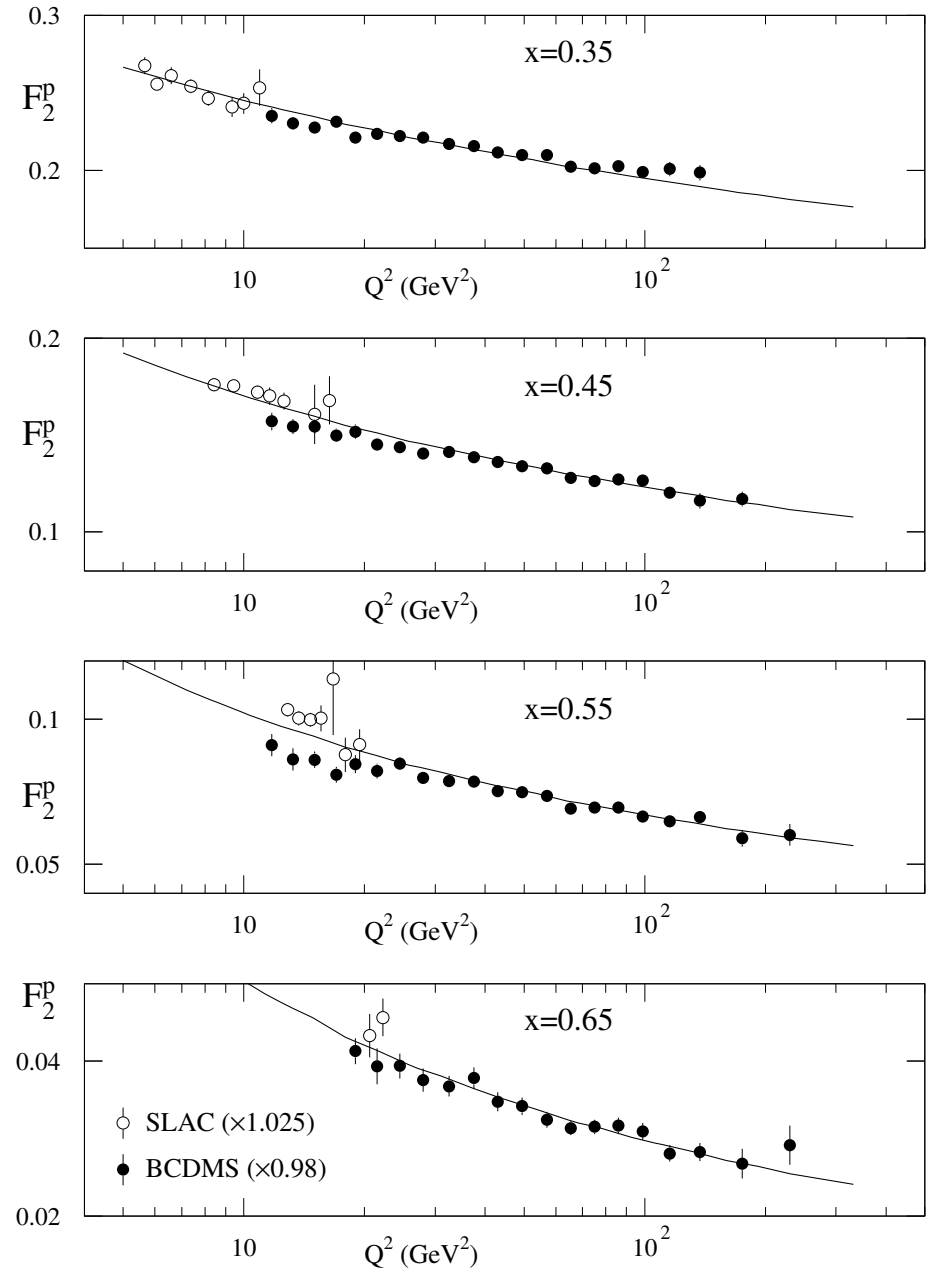 0.3
x=0.35
F₂ᵖ
0.2
10
Q² (GeV²)
10²
0.2
x=0.45
F₂ᵖ
0.1
10
Q² (GeV²)
10²
0.1
x=0.55
F₂ᵖ
0.05
10
Q² (GeV²)
10²
F₂ᵖ
x=0.65
0.04
SLAC (×1.025)
BCDMS (×0.98)
0.02
10
Q² (GeV²)
10²